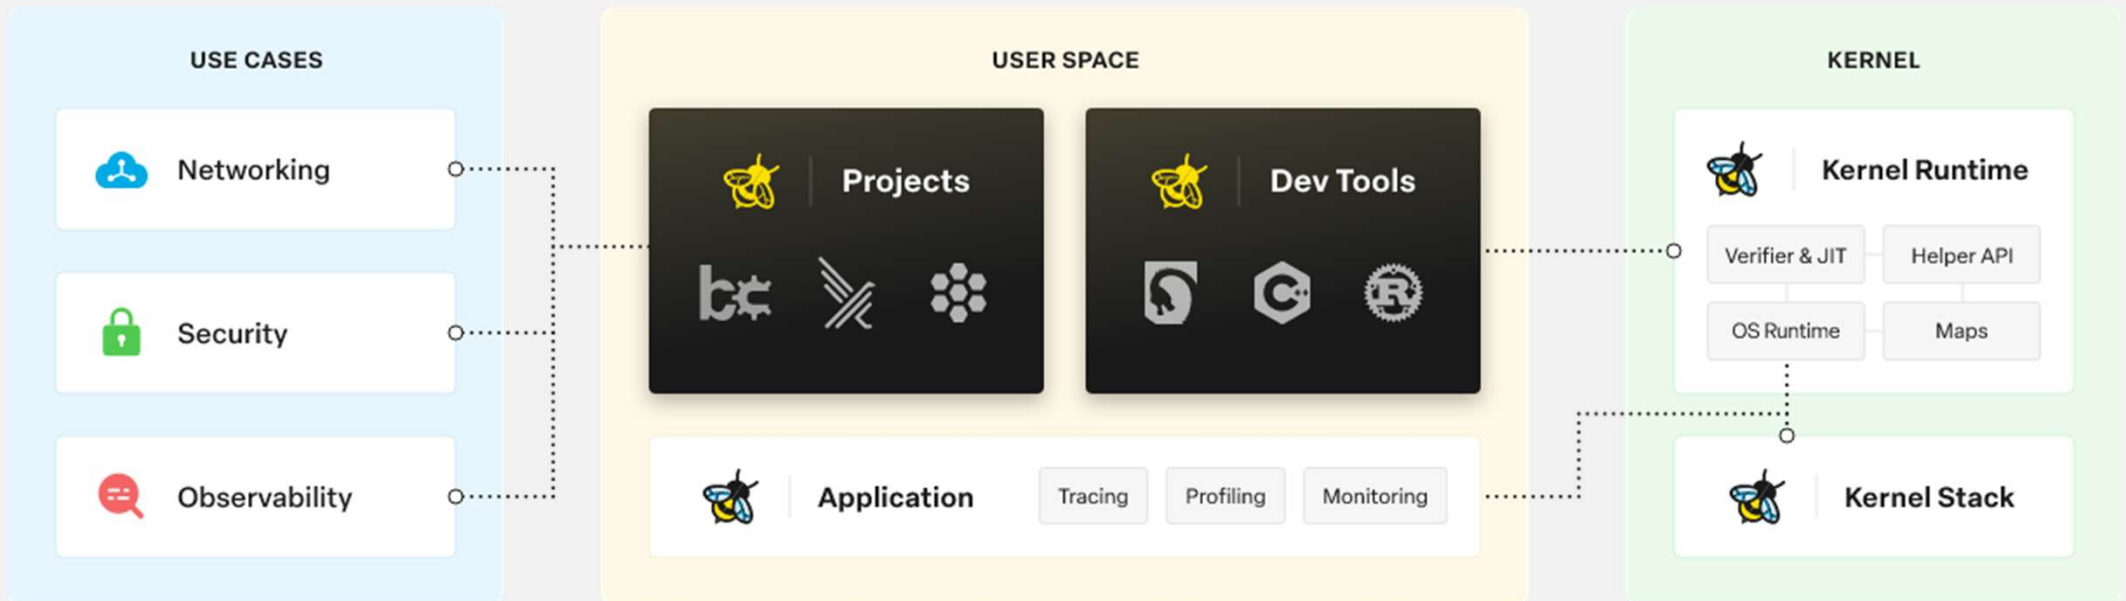 USE CASES
Networking
Security
Observability
USER SPACE
Projects
bc
Dev Tools
C++
R
Application
Tracing
Profiling
Monitoring
KERNEL
Kernel Runtime
Verifier & JIT
Helper API
OS Runtime
Maps
Kernel Stack